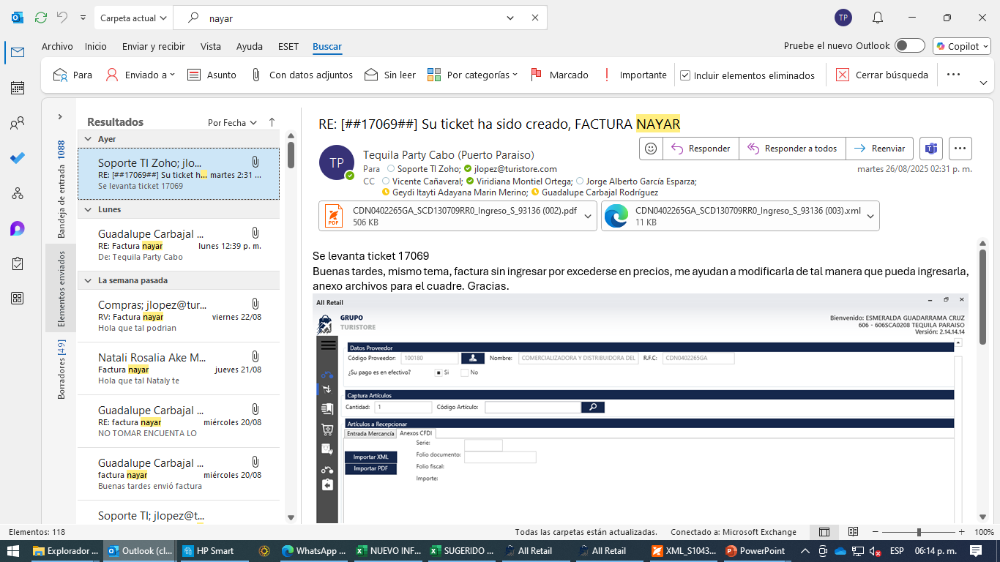 Carpeta actual
nayar
TP
Archivo Inicio Enviar y recibir Vista Ayuda ESET Buscar
Pruebe el nuevo Outlook
Copilot
Para Enviado a Asunto Con datos adjuntos Sin leer Por categorías Marcado Importante Incluir elementos eliminados Cerrar búsqueda
Bandeja de entrada 1088
Elementos enviados
Borradores [49]
Resultados
Por Fecha
Ayer
Soporte TI Zoho; jlo...
RE: [##17069##] Su ticket h... martes 2:31 ...
Se levanta ticket 17069
Lunes
Guadalupe Carbajal ...
RE: Factura nayar lunes 12:39 p. m.
De: Tequila Party Cabo
La semana pasada
Compras; jlopez@tur...
RV: Factura nayar viernes 22/08
Hola que tal podrian
Natali Rosalia Ake M...
Factura nayar jueves 21/08
Hola que tal Nataly te
Guadalupe Carbajal ...
RE: factura nayar miércoles 20/08
NO TOMAR ENCUENTA LO
Guadalupe Carbajal ...
factura nayar miércoles 20/08
Buenas tardes envió factura
Soporte TI; jlopez@t...
RE: [##17069##] Su ticket ha sido creado, FACTURA NAYAR
TP
Tequila Party Cabo (Puerto Paraiso)
Responder Responder a todos Reenviar
Para Soporte TI Zoho; jlopez@turistore.com
martes 26/08/2025 02:31 p. m.
CC Vicente Cañaveral; Viridiana Montiel Ortega; Jorge Alberto García Esparza;
Geydi Itayti Adayana Marin Merino; Guadalupe Carbajal Rodríguez
PDF
CDN0402265GA_SCD130709RR0_Ingreso_S_93136 (002).pdf
506 KB
CDN0402265GA_SCD130709RR0_Ingreso_S_93136 (003).xml
11 KB
Se levanta ticket 17069
Buenas tardes, mismo tema, factura sin ingresar por excederse en precios, me ayudan a modificarla de tal manera que pueda ingresarla,
anexo archivos para el cuadre. Gracias.
All Retail
GRUPO
TURISTORE
Bienvenido: ESMERALDA GUADARRAMA CRUZ
606 - 606SCA0208 TEQUILA PARAISO
Versión: 2.14.14.14
Datos Proveedor
Código Proveedor: 100180 Nombre: COMERCIALIZADORA Y DISTRIBUIDORA DEL R.F.C: CDN0402265GA
¿Su pago es en efectivo? Si No
Captura Artículos
Cantidad: 1 Código Artículo:
Artículos a Recepcionar
Entrada Mercancía Anexos CFDI
Serie:
Importar XML Folio documento:
Importar PDF Folio fiscal:
Importe:
Elementos: 118
Todas las carpetas están actualizadas. Conectado a: Microsoft Exchange
100%
Explorador ... Outlook (cl... HP Smart WhatsApp ... NUEVO INF... SUGERIDO ... All Retail All Retail XML_S1043... PowerPoint
ESP 06:14 p. m.